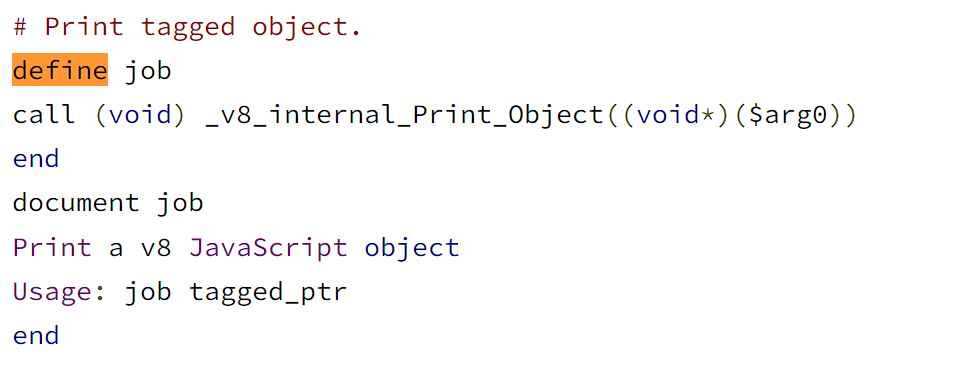 # Print tagged object.
define job
call (void) _v8_internal_Print_Object((void*)($arg0))
end
document job
Print a v8 JavaScript object
Usage: job tagged_ptr
end